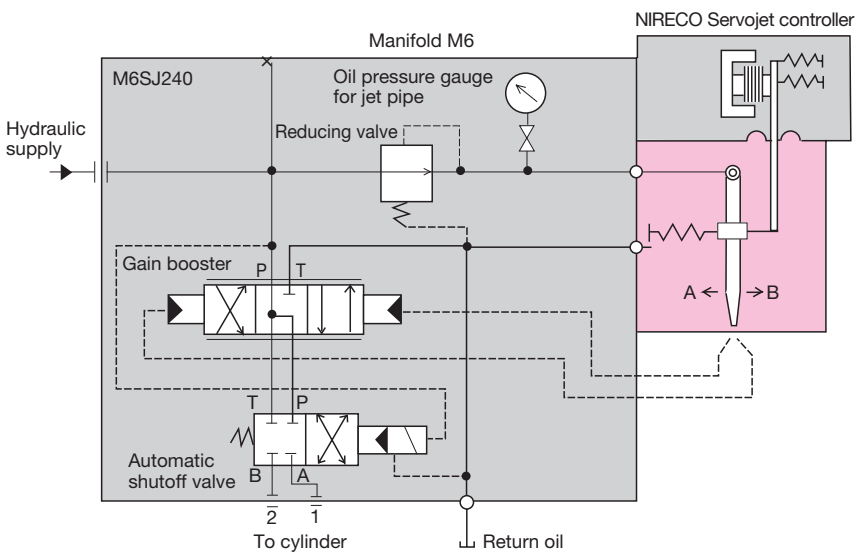 NIRECO Servojet controller
Manifold M6
M6SJ240
Oil pressure gauge
for jet pipe
Hydraulic
supply
Reducing valve
Gain booster
P T
A B
T P
Automatic
shutoff valve
B A
2 1
To cylinder
Return oil